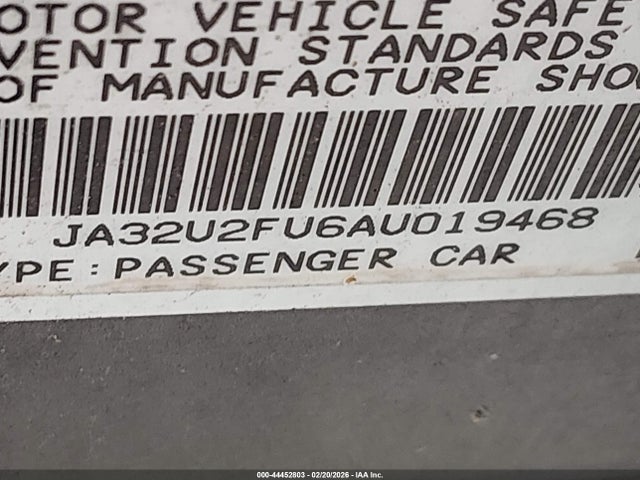 OTOR VEHICLE SAFE
VENTION STANDARDS
OF MANUFACTURE SHO
JA32U2FU6AU019468
YPE: PASSENGER CAR
000-44452803 - 02/20/2026 - IAA Inc.